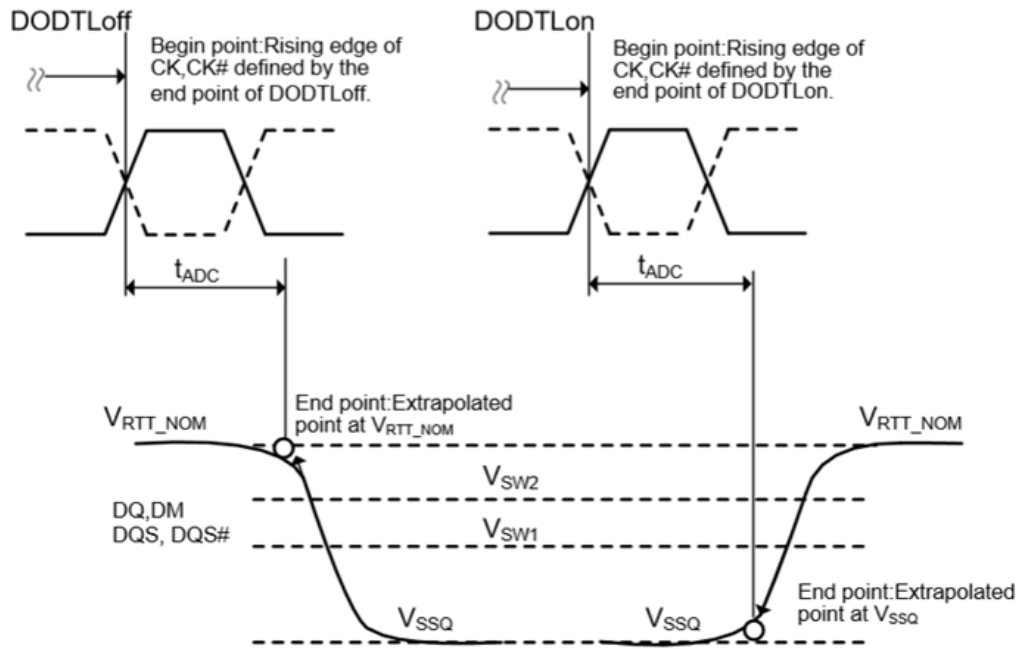 DODTLoff
Begin point:Rising edge of
CK,CK# defined by the
end point of DODTLoff.
DODTLon
Begin point:Rising edge of
CK,CK# defined by the
end point of DODTLon.
tADC
tADC
VRTT_NOM
End point:Extrapolated
point at VRTT_NOM
VRTT_NOM
VSW2
DQ,DM
DQS, DQS#
VSW1
VSSQ
VSSQ
End point:Extrapolated
point at VSSQ